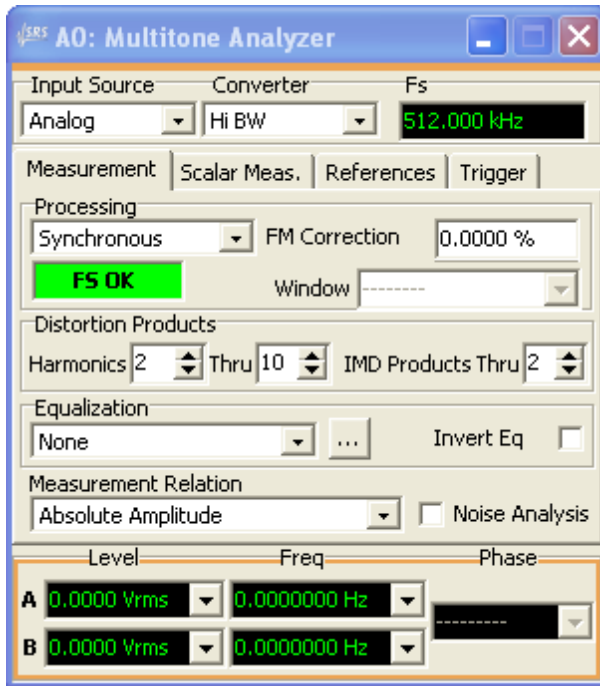 SRS A0: Multitone Analyzer
Input Source Converter Fs
Analog Hi BW 512.000 kHz
Measurement Scalar Meas. References Trigger
Processing
Synchronous FM Correction 0.0000 %
FS OK Window --------
Distortion Products
Harmonics 2 Thru 10 IMD Products Thru 2
Equalization
None ... Invert Eq
Measurement Relation
Absolute Amplitude Noise Analysis
Level Freq Phase
A 0.0000 Vrms 0.0000000 Hz ---------
B 0.0000 Vrms 0.0000000 Hz